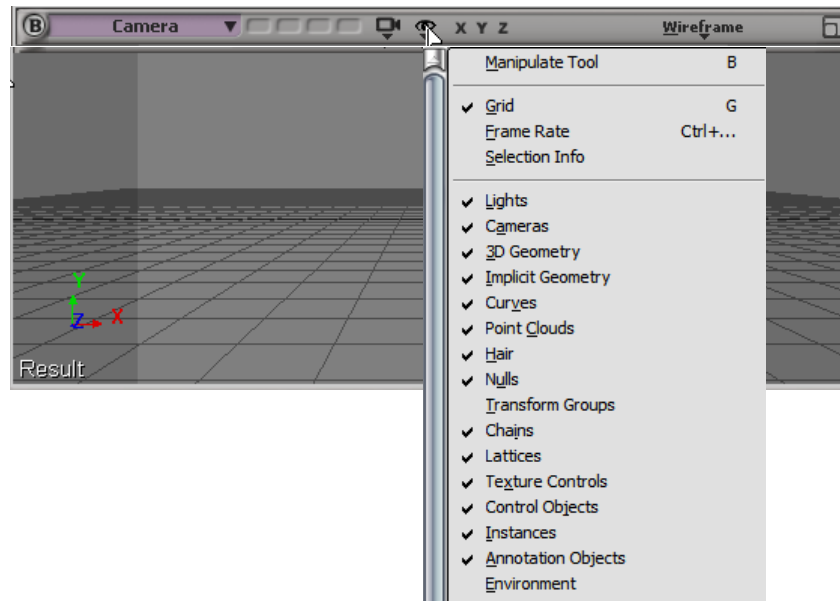 B Camera X Y Z Wireframe
Manipulate Tool B
Grid G
Frame Rate Ctrl+...
Selection Info
Lights
Cameras
3D Geometry
Implicit Geometry
Curves
Point Clouds
Hair
Nulls
Transform Groups
Chains
Lattices
Texture Controls
Control Objects
Instances
Annotation Objects
Environment
Y
Z X
Result